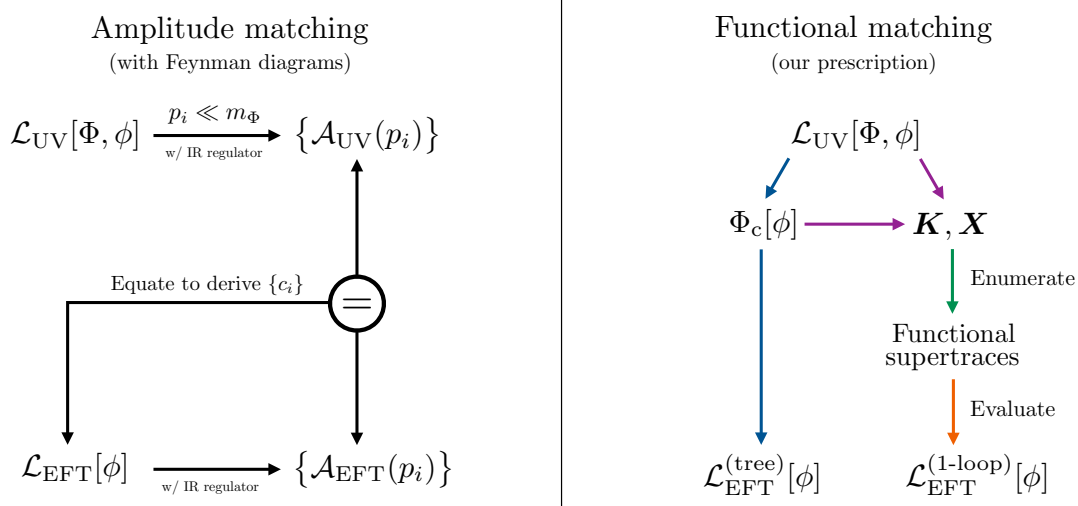 Amplitude matching
(with Feynman diagrams)
𝓛_UV[Φ, ϕ]
p_i ≪ m_Φ
w/ IR regulator
{𝒜_UV(p_i)}
Equate to derive {c_i}
=
𝓛_EFT[ϕ]
w/ IR regulator
{𝒜_EFT(p_i)}
Functional matching
(our prescription)
𝓛_UV[Φ, ϕ]
Φ_c[ϕ]
K, X
Enumerate
Functional
supertraces
Evaluate
𝓛_EFT^(tree)[ϕ]
𝓛_EFT^(1-loop)[ϕ]